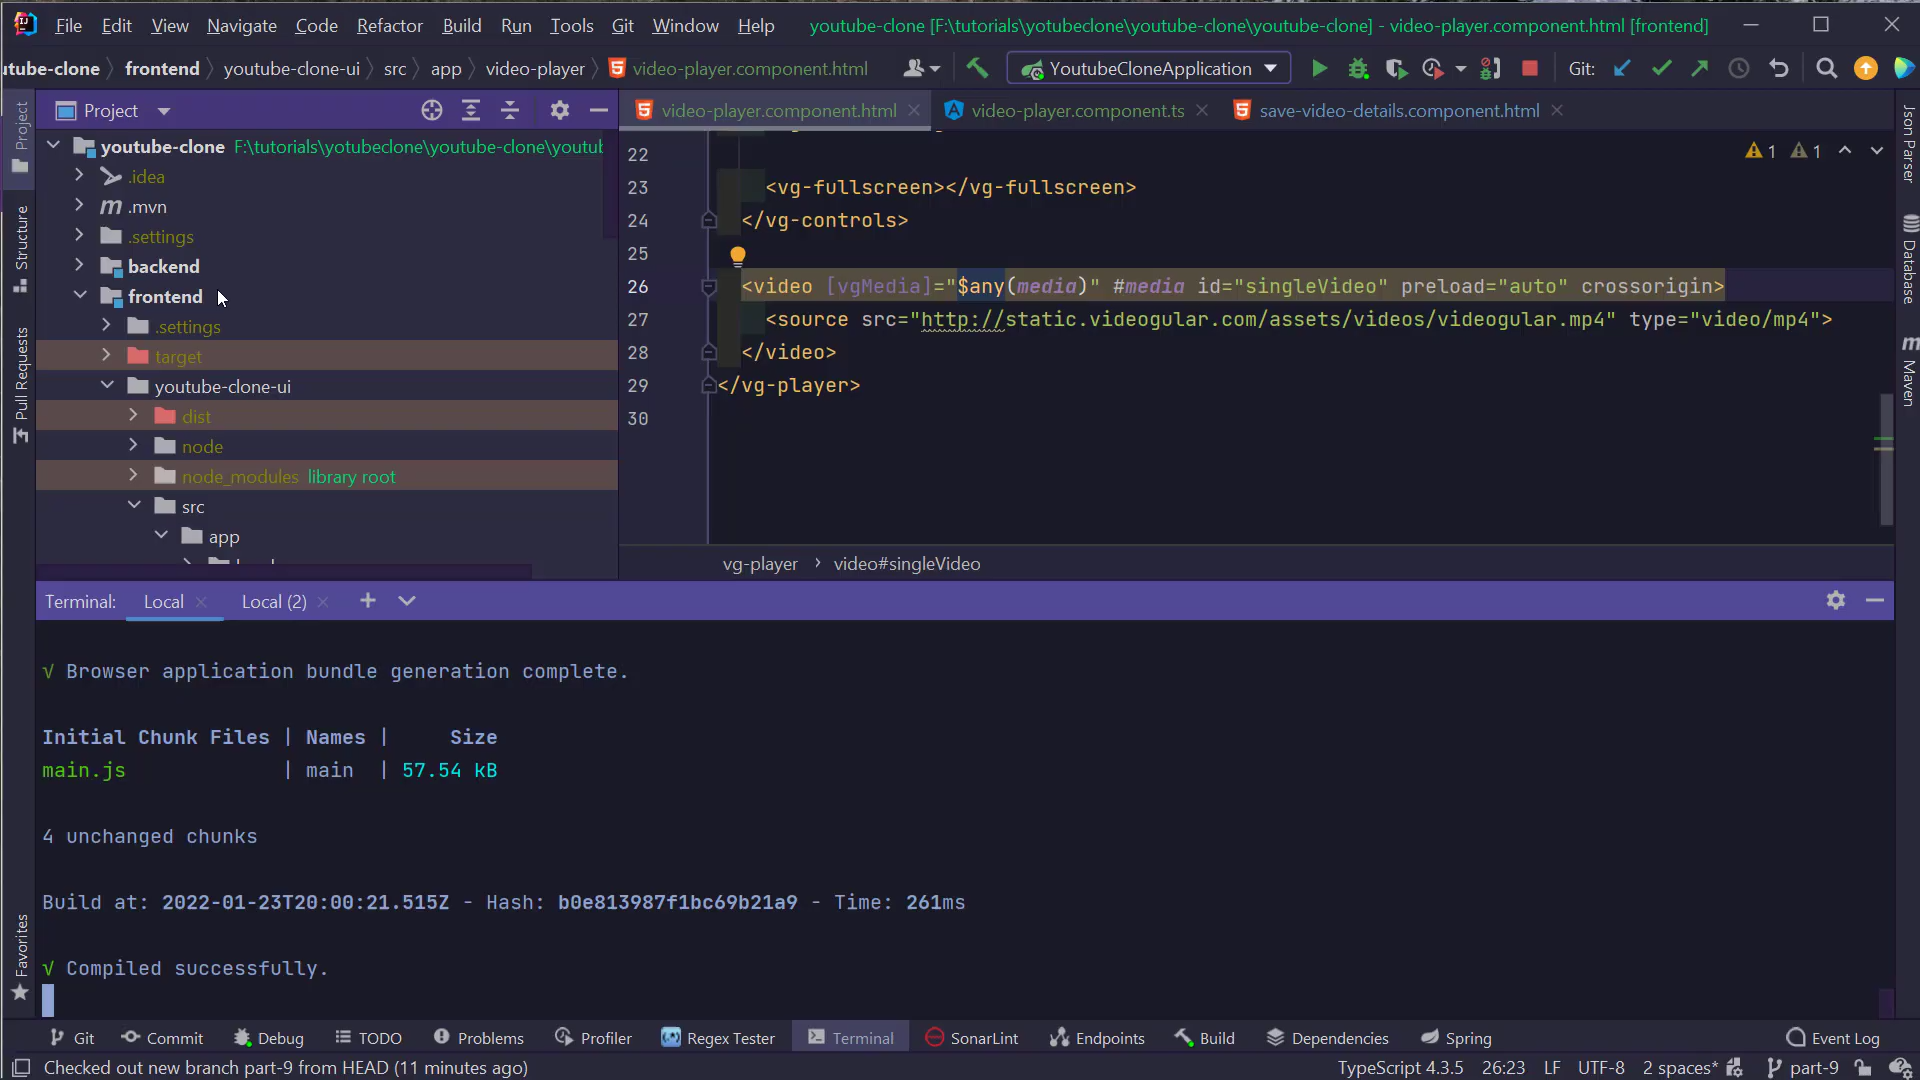 File Edit View Navigate Code Refactor Build Run Tools Git Window Help youtube-clone [F:\tutorials\yotubeclone\youtube-clone\youtube-clone] - video-player.component.html [frontend]
utube-clone frontend youtube-clone-ui src app video-player video-player.component.html YoutubeCloneApplication Git:
Project
video-player.component.html video-player.component.ts save-video-details.component.html
youtube-clone F:\tutorials\yotubeclone\youtube-clone\youtub
.idea
.mvn
.settings
backend
frontend
.settings
target
youtube-clone-ui
dist
node
node_modules library root
src
app
1 1
22
23 <vg-fullscreen></vg-fullscreen>
24 </vg-controls>
25
26 <video [vgMedia]="$any(media)" #media id="singleVideo" preload="auto" crossorigin>
27 <source src="http://static.videogular.com/assets/videos/videogular.mp4" type="video/mp4">
28 </video>
29 </vg-player>
30
vg-player › video#singleVideo
Project
Structure
Pull Requests
Favorites
Json Parser
Database
Maven
Terminal: Local Local (2)
√ Browser application bundle generation complete.
Initial Chunk Files | Names | Size
main.js | main | 57.54 kB
4 unchanged chunks
Build at: 2022-01-23T20:00:21.515Z - Hash: b0e813987f1bc69b21a9 - Time: 261ms
√ Compiled successfully.
Git Commit Debug TODO Problems Profiler Regex Tester Terminal SonarLint Endpoints Build Dependencies Spring Event Log
Checked out new branch part-9 from HEAD (11 minutes ago) TypeScript 4.3.5 26:23 LF UTF-8 2 spaces* part-9